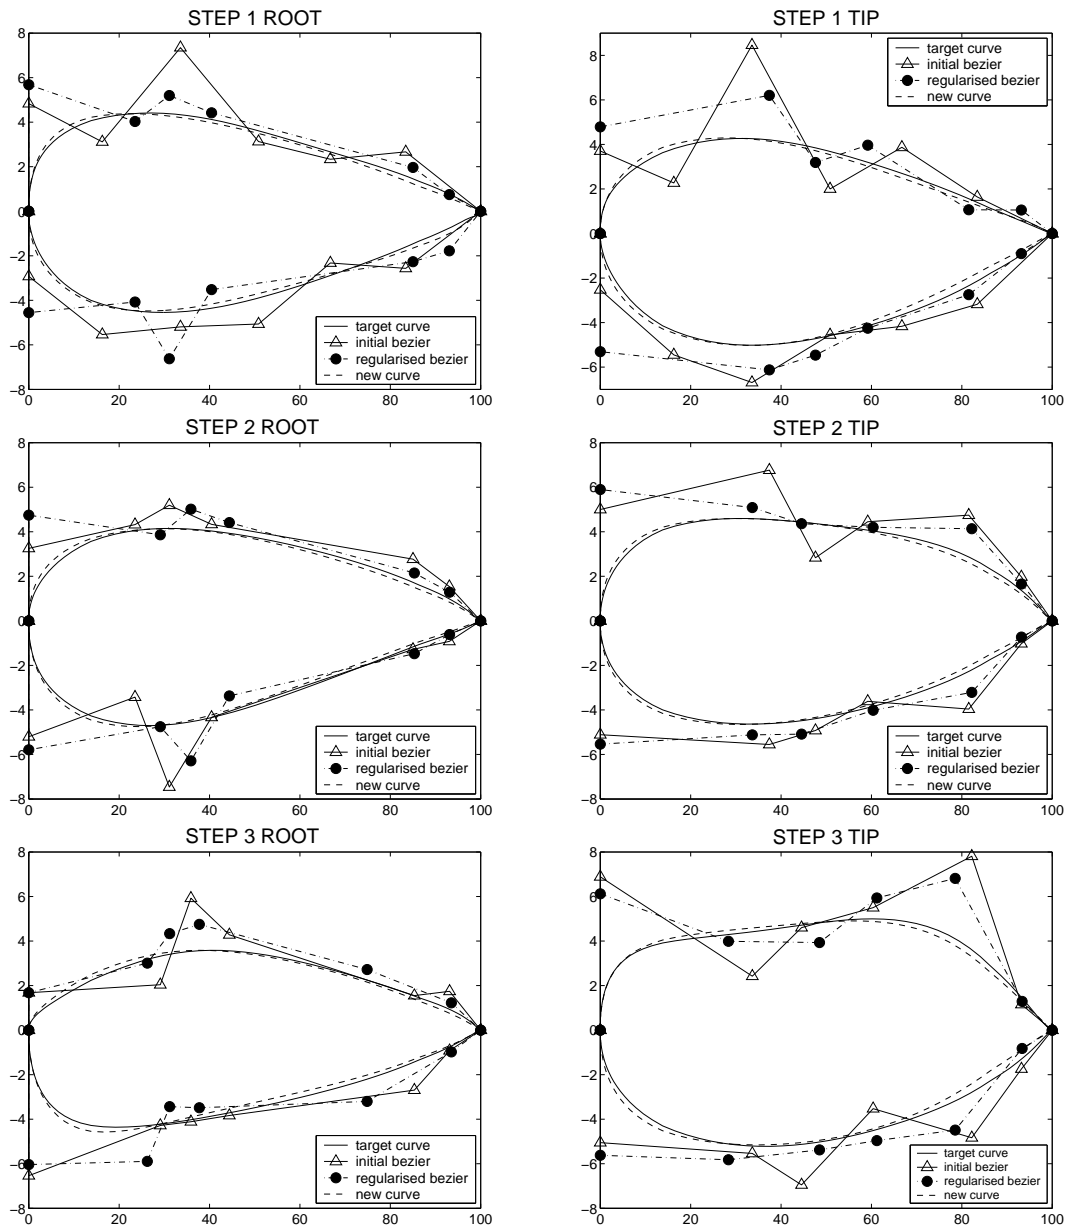 STEP 1 ROOT
8
6
4
2
0
−2
−4
−6
−8
0 20 40 60 80 100
target curve
initial bezier
regularised bezier
new curve
STEP 1 TIP
8
6
4
2
0
−2
−4
−6
0 20 40 60 80 100
target curve
initial bezier
regularised bezier
new curve
STEP 2 ROOT
8
6
4
2
0
−2
−4
−6
−8
0 20 40 60 80 100
target curve
initial bezier
regularised bezier
new curve
STEP 2 TIP
8
6
4
2
0
−2
−4
−6
−8
0 20 40 60 80 100
target curve
initial bezier
regularised bezier
new curve
STEP 3 ROOT
8
6
4
2
0
−2
−4
−6
−8
0 20 40 60 80 100
target curve
initial bezier
regularised bezier
new curve
STEP 3 TIP
8
6
4
2
0
−2
−4
−6
−8
0 20 40 60 80 100
target curve
initial bezier
regularised bezier
new curve